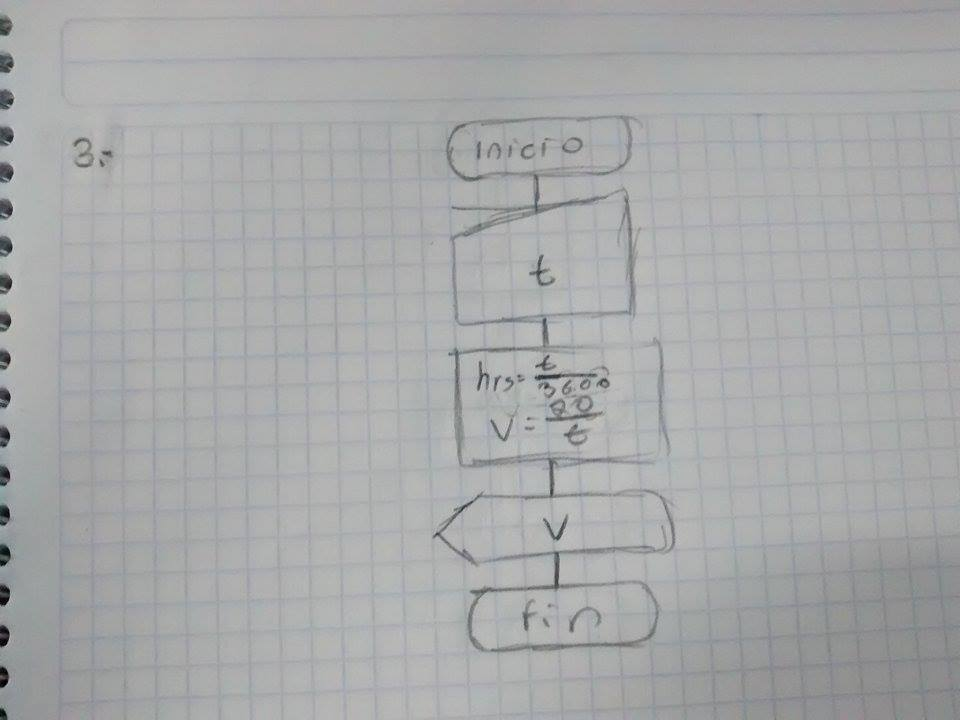 3.-
Inicio
t
hrs= t/3600
V= 20/t
V
fin